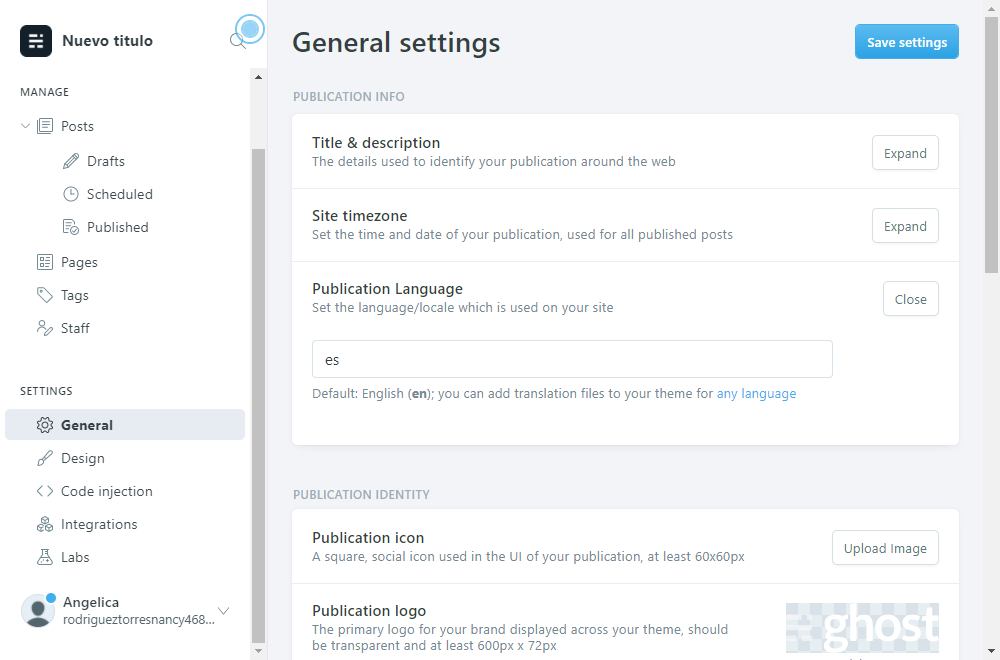 Nuevo titulo
MANAGE
Posts
Drafts
Scheduled
Published
Pages
Tags
Staff
SETTINGS
General
Design
Code injection
Integrations
Labs
Angelica
rodrigueztorresnancy468...
General settings
Save settings
PUBLICATION INFO
Title & description
The details used to identify your publication around the web
Expand
Site timezone
Set the time and date of your publication, used for all published posts
Expand
Publication Language
Set the language/locale which is used on your site
Close
es
Default: English (en); you can add translation files to your theme for any language
PUBLICATION IDENTITY
Publication icon
A square, social icon used in the UI of your publication, at least 60x60px
Upload Image
Publication logo
The primary logo for your brand displayed across your theme, should
be transparent and at least 600px x 72px
ghost